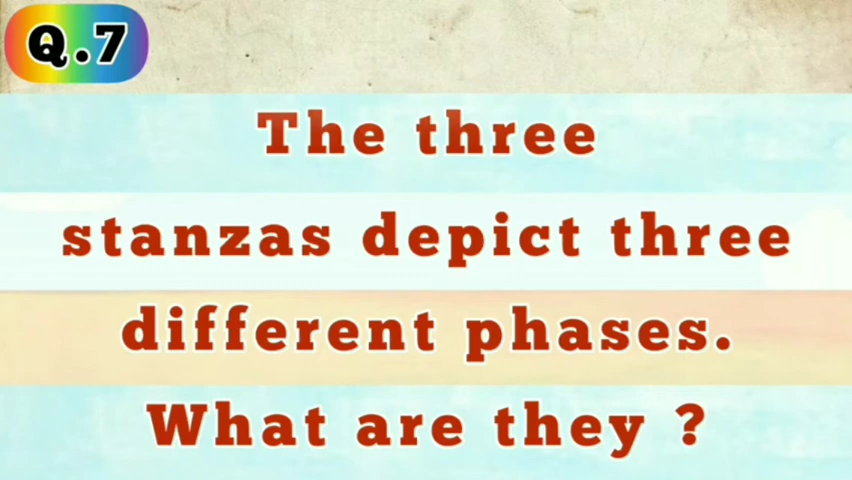 Q.7
The three
stanzas depict three
different phases.
What are they ?